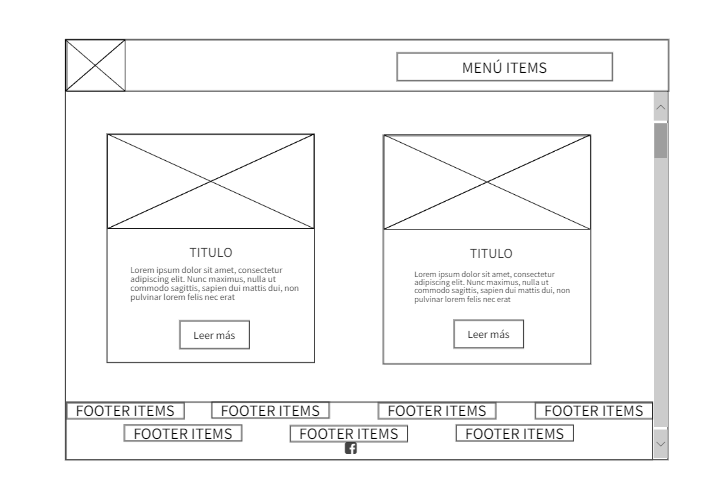 MENÚ ITEMS
TITULO
Lorem ipsum dolor sit amet, consectetur
adipiscing elit. Nunc maximus, nulla ut
commodo sagittis, sapien dui mattis dui, non
pulvinar lorem felis nec erat
Leer más
TITULO
Lorem ipsum dolor sit amet, consectetur
adipiscing elit. Nunc maximus, nulla ut
commodo sagittis, sapien dui mattis dui, non
pulvinar lorem felis nec erat
Leer más
FOOTER ITEMS FOOTER ITEMS FOOTER ITEMS FOOTER ITEMS
FOOTER ITEMS FOOTER ITEMS FOOTER ITEMS